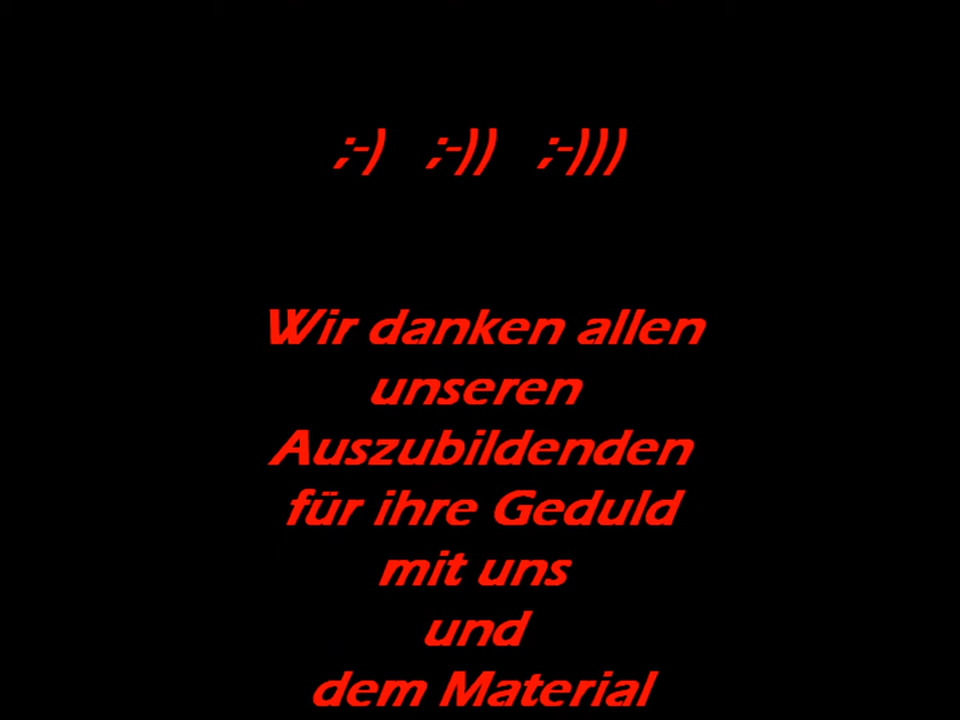 ;-) ;-)) ;-)))
Wir danken allen
unseren
Auszubildenden
für ihre Geduld
mit uns
und
dem Material